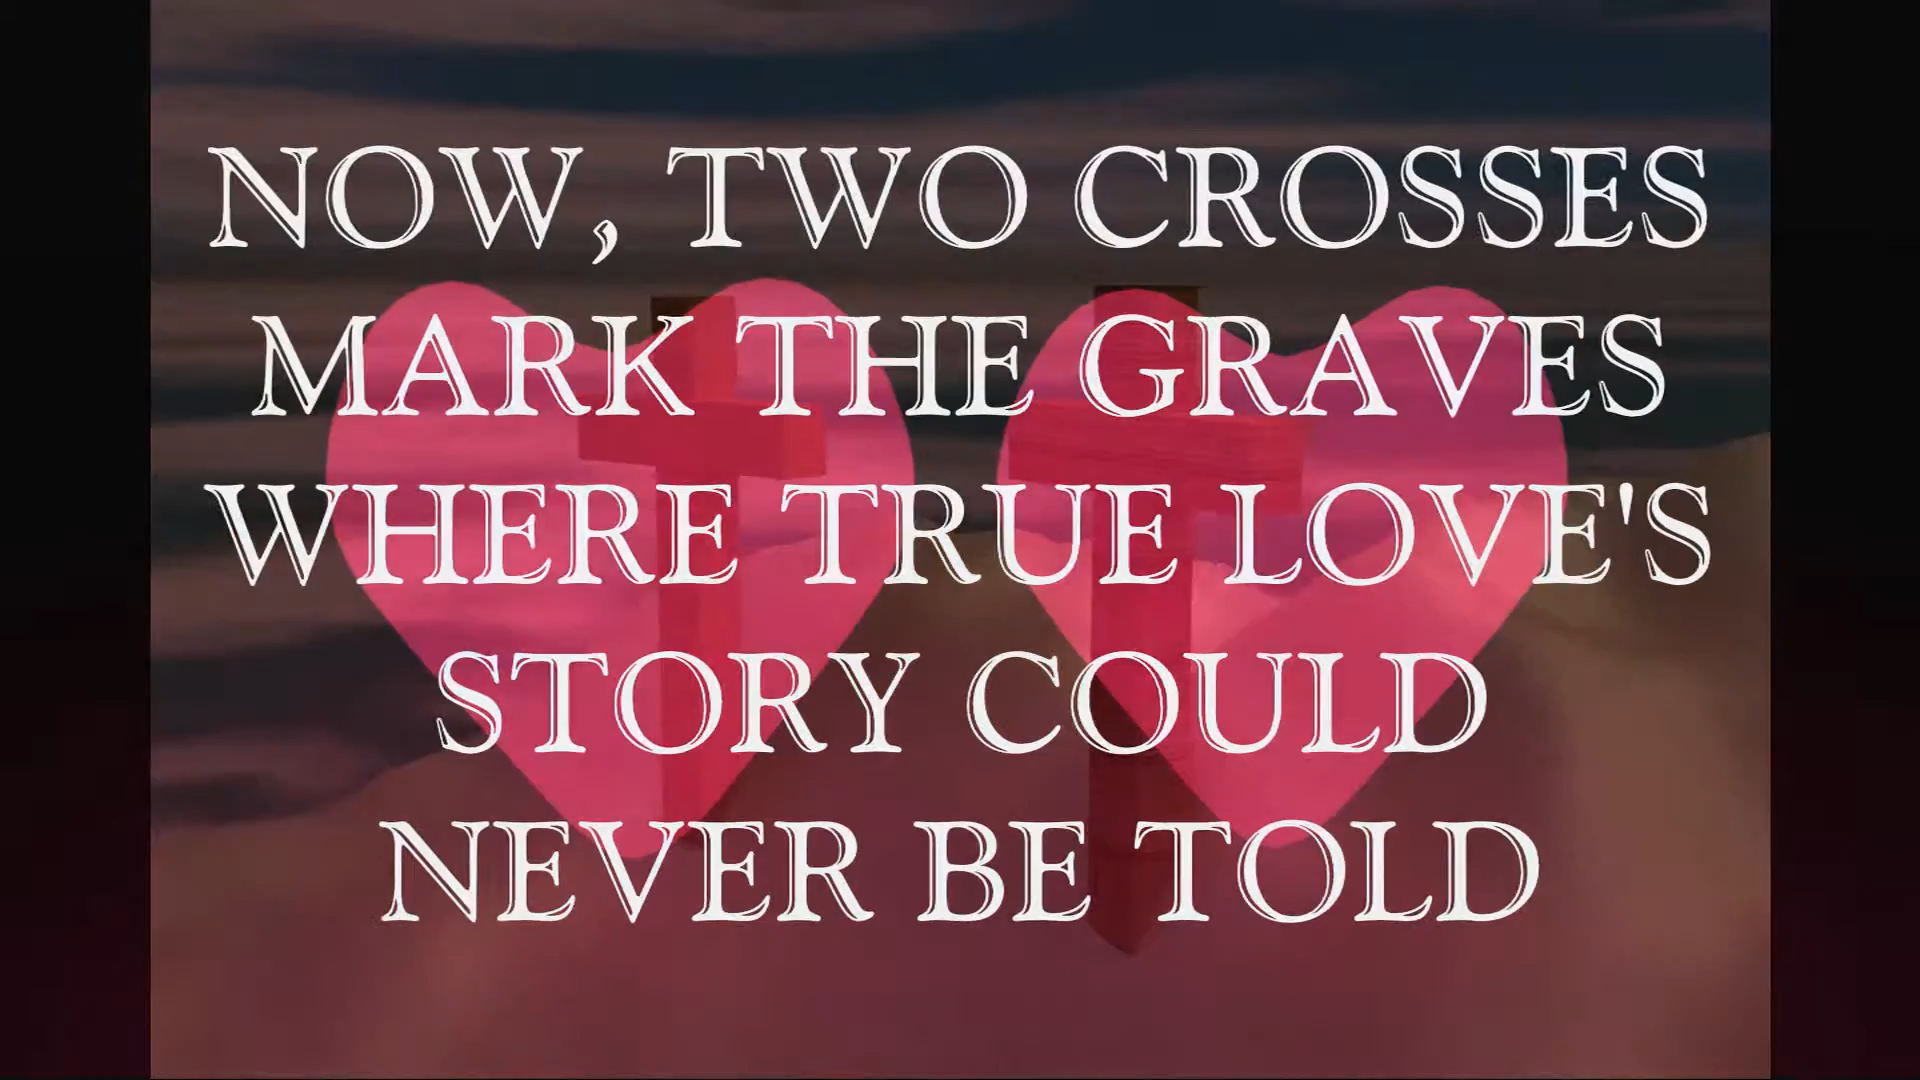 NOW, TWO CROSSES
MARK THE GRAVES
WHERE TRUE LOVE'S
STORY COULD
NEVER BE TOLD